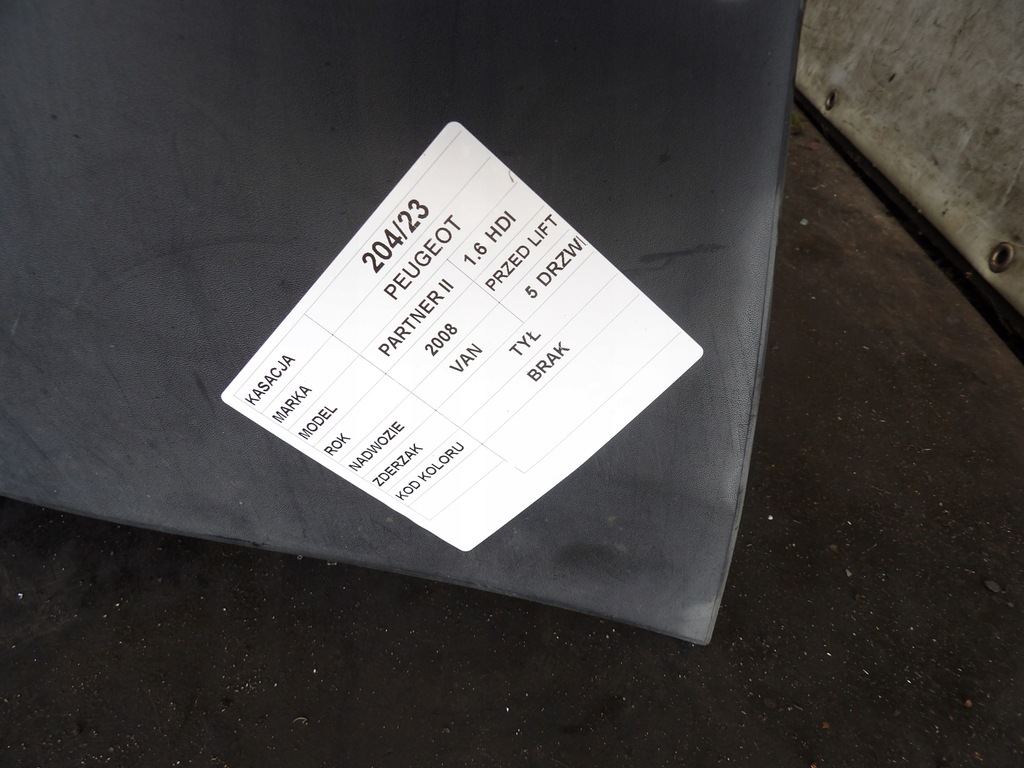 KASACJA 204/23
MARKA PEUGEOT
MODEL PARTNER II 1.6 HDI
ROK 2008 PRZED LIFT
NADWOZIE VAN 5 DRZWI
ZDERZAK TYŁ
KOD KOLORU BRAK